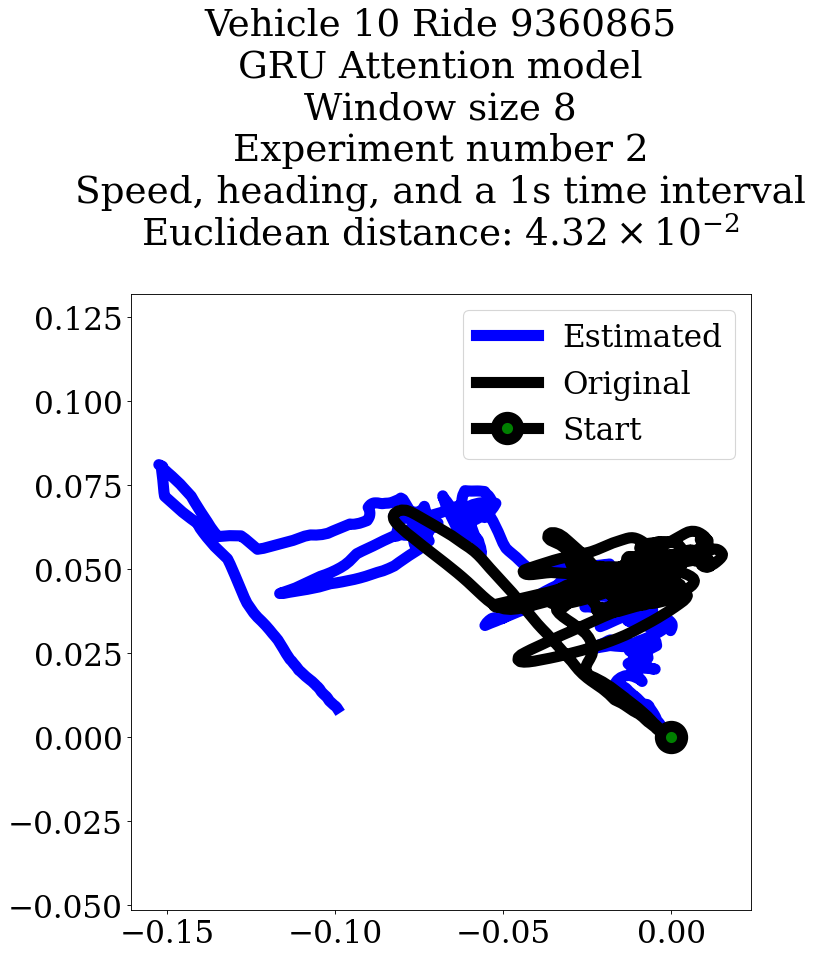 Vehicle 10 Ride 9360865
GRU Attention model
Window size 8
Experiment number 2
Speed, heading, and a 1s time interval
Euclidean distance: 4.32 × 10⁻²
Estimated
Original
Start
0.125
0.100
0.075
0.050
0.025
0.000
−0.025
−0.050
−0.15 −0.10 −0.05 0.00